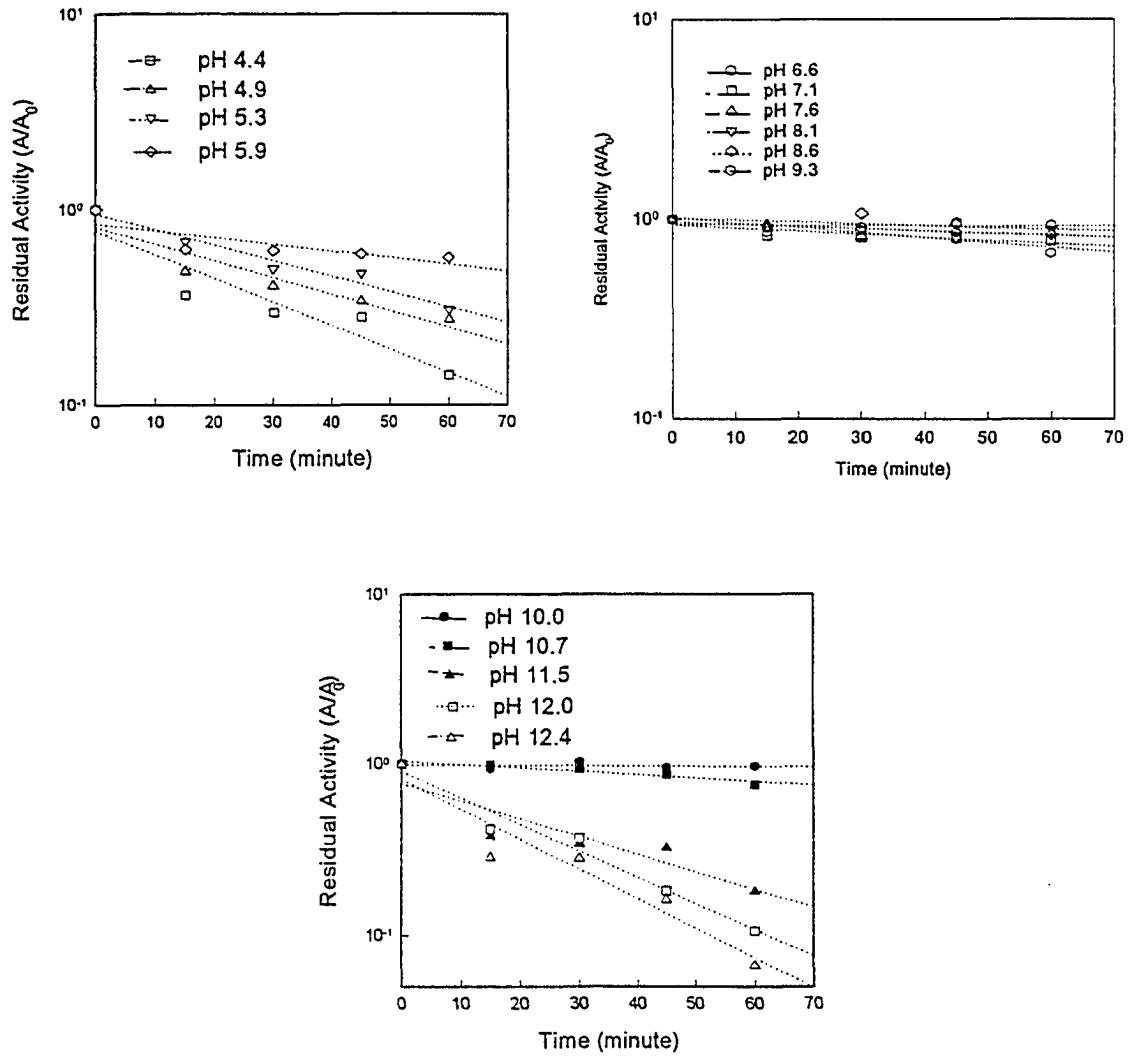 10¹
pH 4.4
pH 4.9
pH 5.3
pH 5.9
10⁰
10⁻¹
Residual Activity (A/A₀)
0 10 20 30 40 50 60 70
Time (minute)
10¹
pH 6.6
pH 7.1
pH 7.6
pH 8.1
pH 8.6
pH 9.3
10⁰
10⁻¹
Residual Activity (A/A₀)
0 10 20 30 40 50 60 70
Time (minute)
10¹
pH 10.0
pH 10.7
pH 11.5
pH 12.0
pH 12.4
10⁰
10⁻¹
Residual Activity (A/A₀)
0 10 20 30 40 50 60 70
Time (minute)